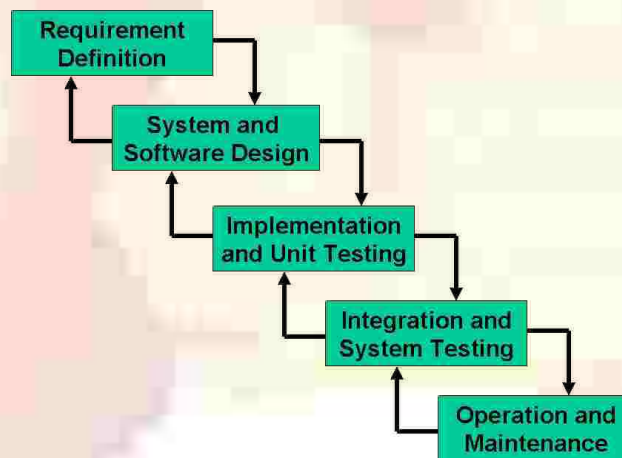 Requirement
Definition
System and
Software Design
Implementation
and Unit Testing
Integration and
System Testing
Operation and
Maintenance